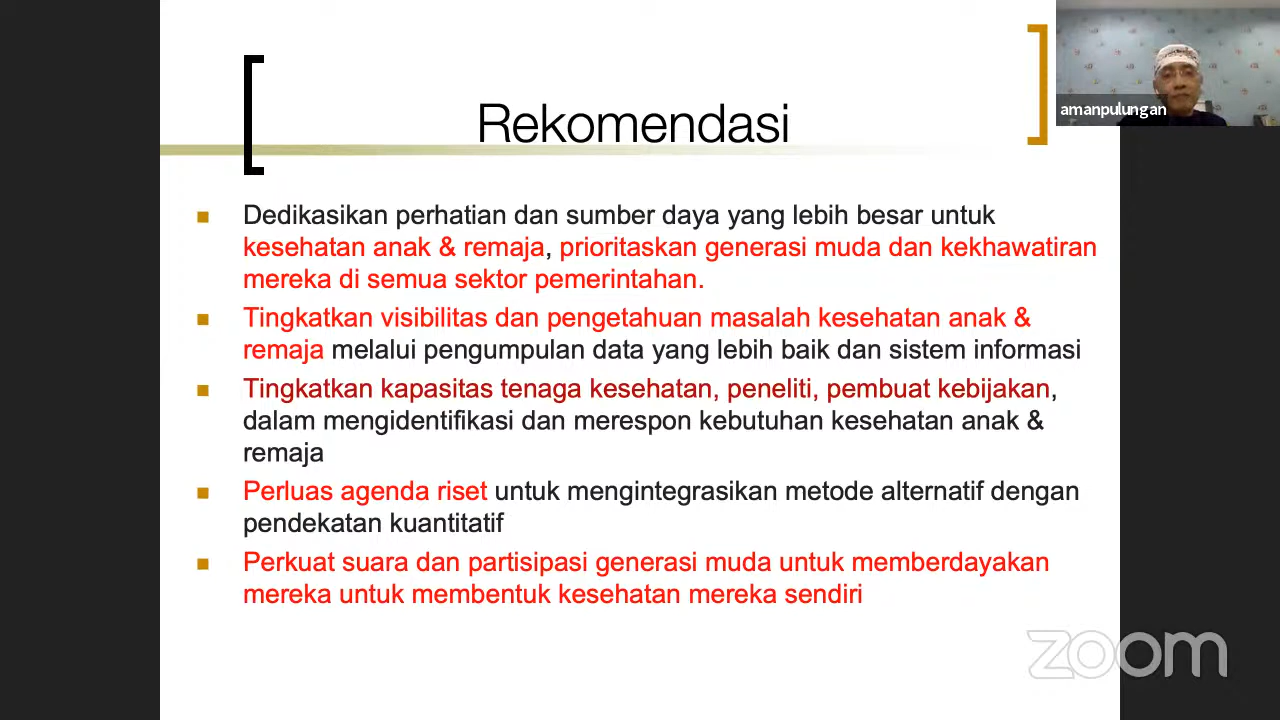 Rekomendasi
amanpulungan
Dedikasikan perhatian dan sumber daya yang lebih besar untuk
kesehatan anak & remaja, prioritaskan generasi muda dan kekhawatiran
mereka di semua sektor pemerintahan.
Tingkatkan visibilitas dan pengetahuan masalah kesehatan anak &
remaja melalui pengumpulan data yang lebih baik dan sistem informasi
Tingkatkan kapasitas tenaga kesehatan, peneliti, pembuat kebijakan,
dalam mengidentifikasi dan merespon kebutuhan kesehatan anak &
remaja
Perluas agenda riset untuk mengintegrasikan metode alternatif dengan
pendekatan kuantitatif
Perkuat suara dan partisipasi generasi muda untuk memberdayakan
mereka untuk membentuk kesehatan mereka sendiri
zoom